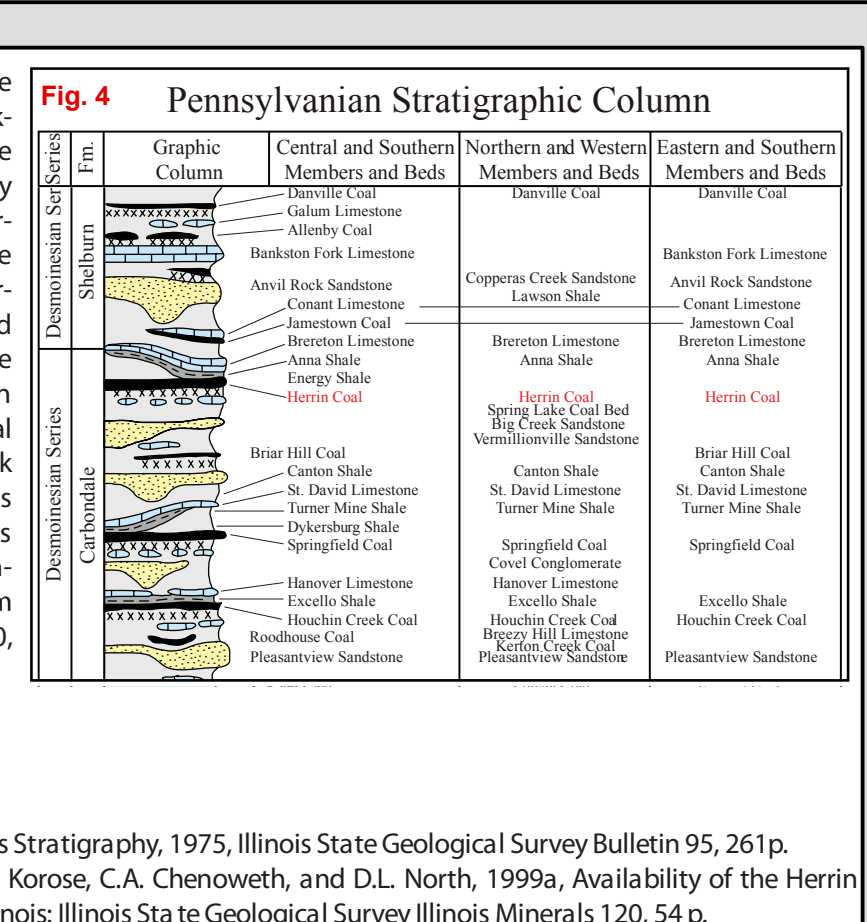 Fig. 4
Pennsylvanian Stratigraphic Column
Series
Fm.
Graphic
Column
Central and Southern
Members and Beds
Northern and Western
Members and Beds
Eastern and Southern
Members and Beds
Desmoinesian Ser
Shelburn
Desmoinesian Series
Carbondale
Danville Coal
Galum Limestone
Allenby Coal
Bankston Fork Limestone
Anvil Rock Sandstone
Conant Limestone
Jamestown Coal
Brereton Limestone
Anna Shale
Energy Shale
Herrin Coal
Briar Hill Coal
Canton Shale
St. David Limestone
Turner Mine Shale
Dykersburg Shale
Springfield Coal
Hanover Limestone
Excello Shale
Houchin Creek Coal
Roodhouse Coal
Pleasantview Sandstone
Danville Coal
Copperas Creek Sandstone
Lawson Shale
Brereton Limestone
Anna Shale
Herrin Coal
Spring Lake Coal Bed
Big Creek Sandstone
Vermillionville Sandstone
Canton Shale
St. David Limestone
Turner Mine Shale
Springfield Coal
Covel Conglomerate
Hanover Limestone
Excello Shale
Houchin Creek Coal
Breezy Hill Limestone
Kerton Creek Coal
Pleasantview Sandstone
Danville Coal
Bankston Fork Limestone
Anvil Rock Sandstone
Conant Limestone
Jamestown Coal
Brereton Limestone
Anna Shale
Herrin Coal
Briar Hill Coal
Canton Shale
St. David Limestone
Turner Mine Shale
Springfield Coal
Excello Shale
Houchin Creek Coal
Pleasantview Sandstone
s Stratigraphy, 1975, Illinois State Geological Survey Bulletin 95, 261p.
Korose, C.A. Chenoweth, and D.L. North, 1999a, Availability of the Herrin
nois: Illinois State Geological Survey Illinois Minerals 120, 54 p.